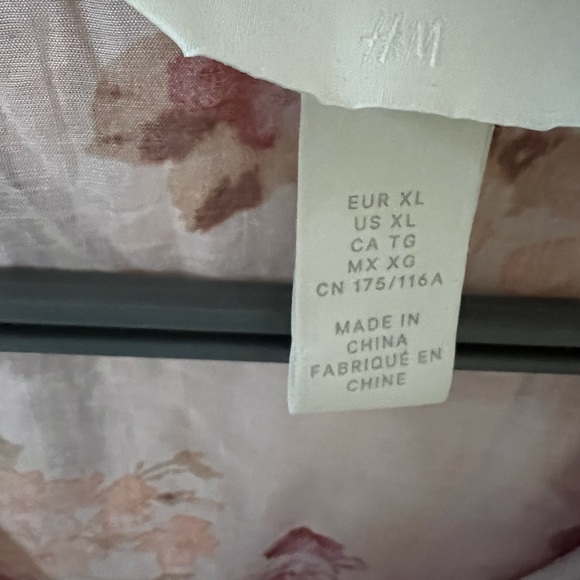 H&M
EUR XL
US XL
CA TG
MX XG
CN 175/116A
MADE IN
CHINA
FABRIQUÉ EN
CHINE